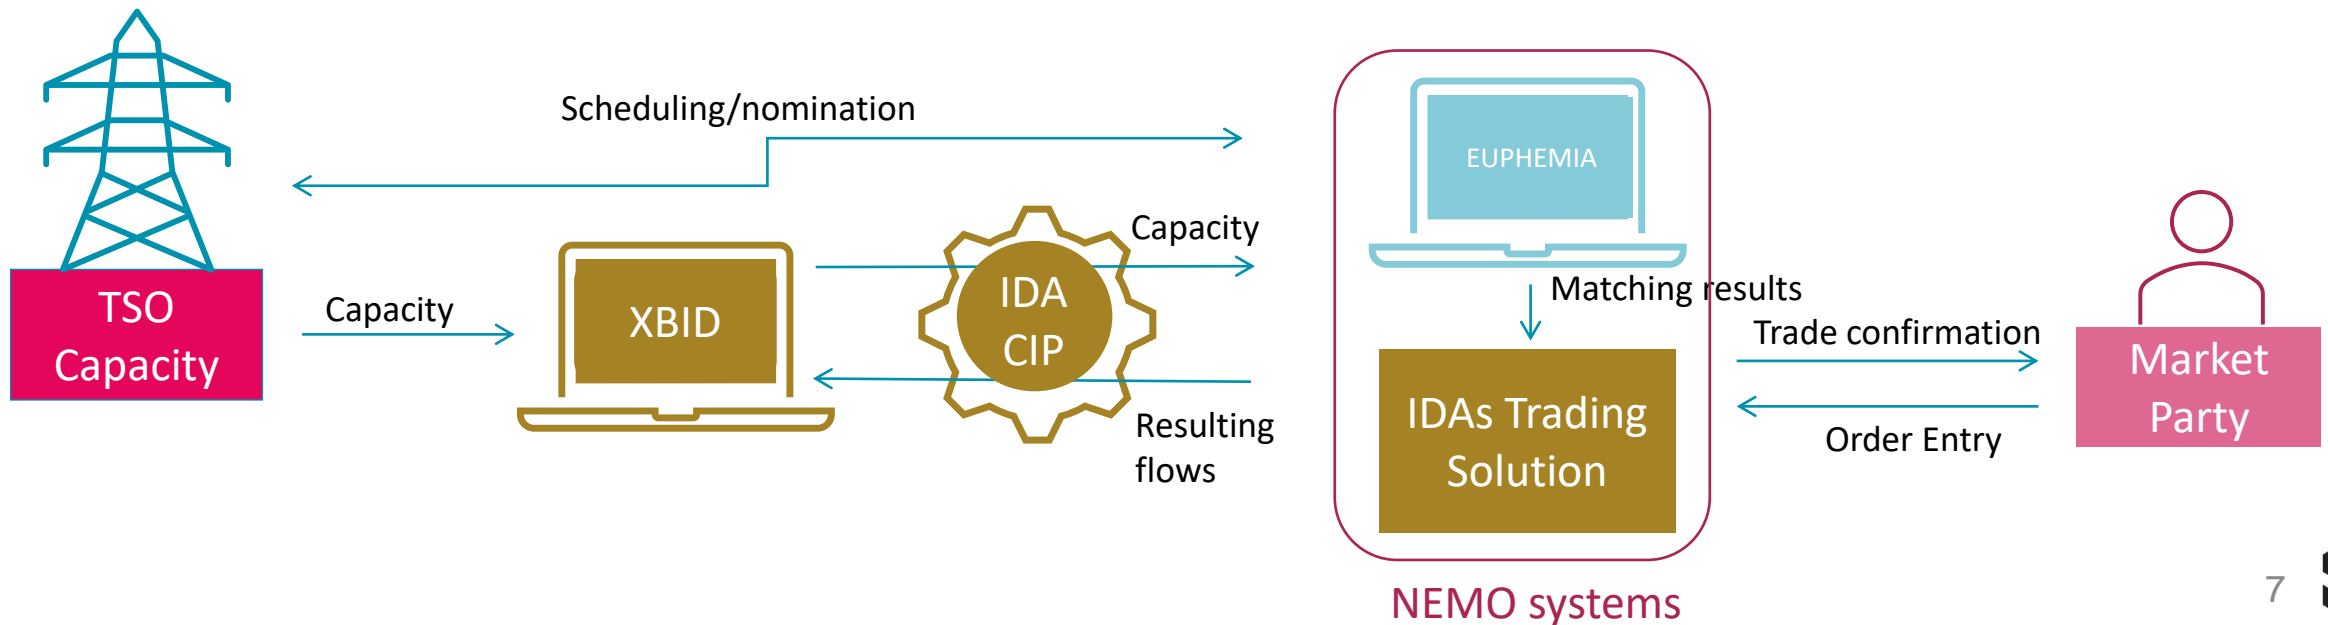 Scheduling/nomination
EUPHEMIA
Capacity
Matching results
TSO
Capacity
Capacity
XBID
IDA
CIP
Resulting
flows
IDAs Trading
Solution
Trade confirmation
Order Entry
Market
Party
NEMO systems
7